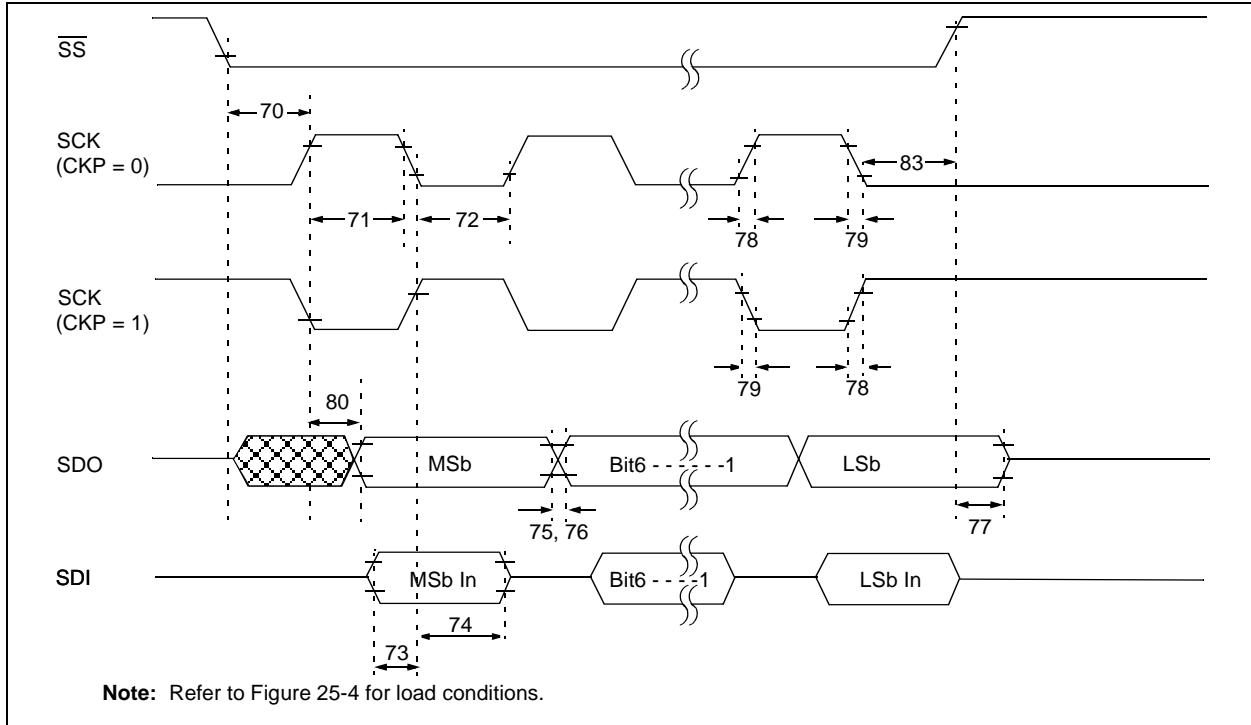 SS
70
SCK
(CKP = 0)
83
71
72
78
79
SCK
(CKP = 1)
79
78
80
SDO
MSb
Bit6 - - - - - -1
LSb
75, 76
77
SDI
MSb In
Bit6 - - - -1
LSb In
74
73
Note: Refer to Figure 25-4 for load conditions.